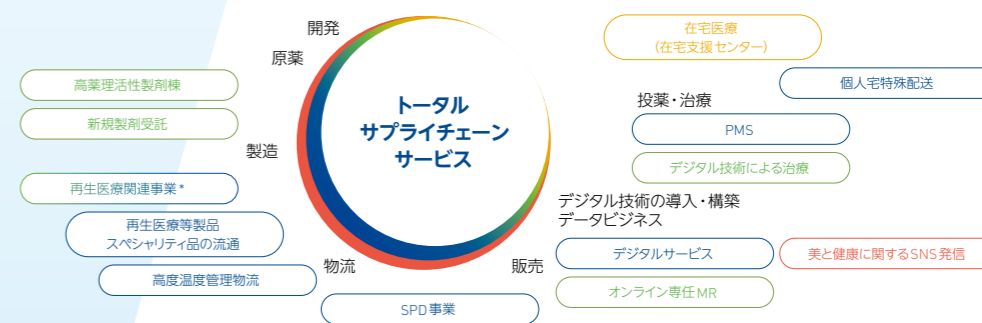 開発
原薬
製造
物流
販売
トータル
サプライチェーン
サービス
高薬理活性製剤棟
新規製剤受託
再生医療関連事業*
再生医療等製品
スペシャリティ品の流通
高度温度管理物流
SPD事業
在宅医療
（在宅支援センター）
個人宅特殊配送
投薬・治療
PMS
デジタル技術による治療
デジタル技術の導入・構築
データビジネス
デジタルサービス
美と健康に関するSNS発信
オンライン専任MR